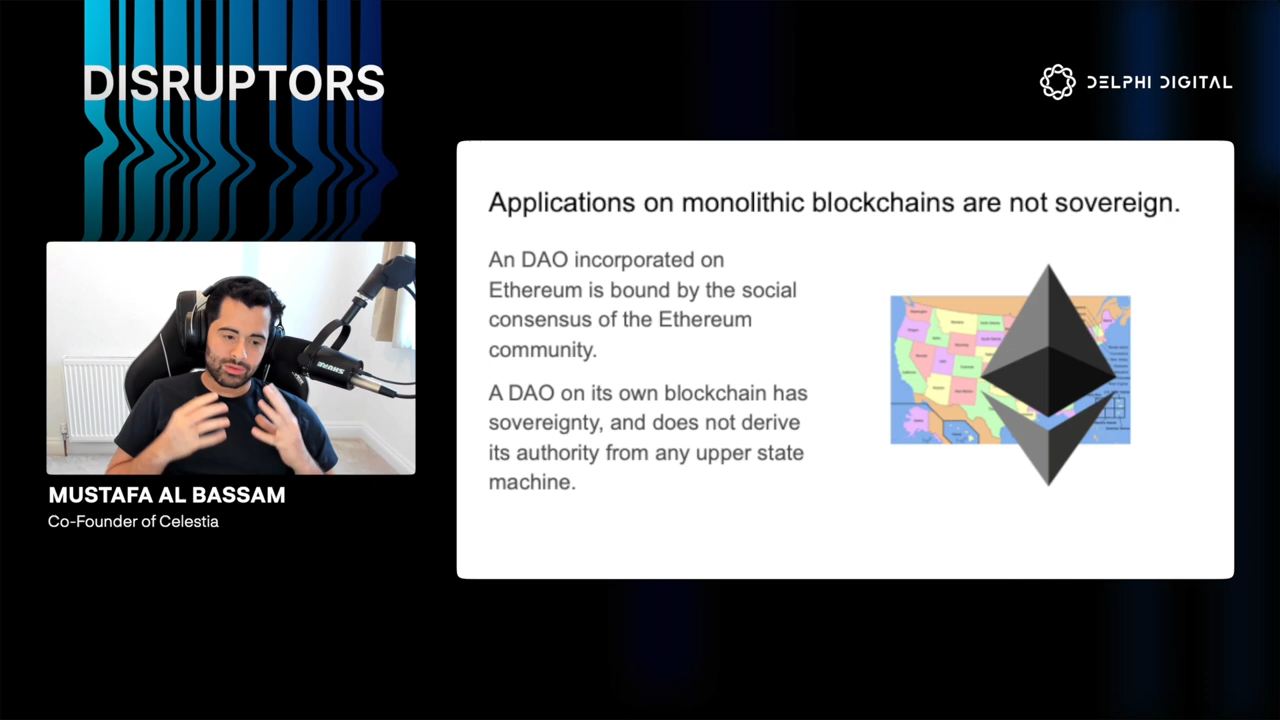 DISRUPTORS
DELPHI DIGITAL
Applications on monolithic blockchains are not sovereign.
An DAO incorporated on
Ethereum is bound by the social
consensus of the Ethereum
community.
A DAO on its own blockchain has
sovereignty, and does not derive
its authority from any upper state
machine.
SHURE
MUSTAFA AL BASSAM
Co-Founder of Celestia